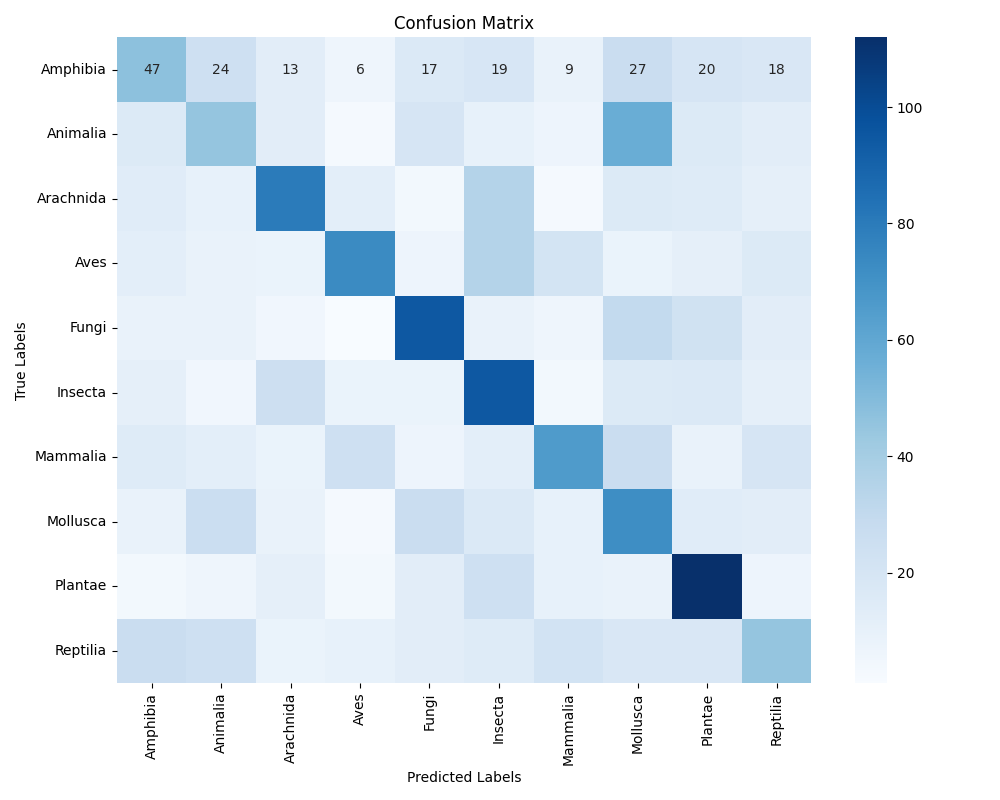 Confusion Matrix
Amphibia 47 24 13 6 17 19 9 27 20 18
Animalia
Arachnida
Aves
Fungi
Insecta
Mammalia
Mollusca
Plantae
Reptilia
True Labels
Amphibia Animalia Arachnida Aves Fungi Insecta Mammalia Mollusca Plantae Reptilia
Predicted Labels
100
80
60
40
20